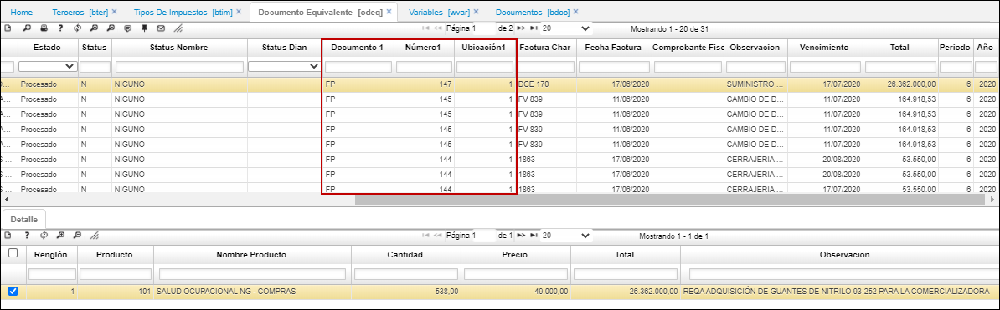 Home Terceros -[bter] Tipos De Impuestos -[btim] Documento Equivalente -[odeq] Variables -[wvar] Documentos -[bdoc]
Página 1 de 2 20 Mostrando 1 - 20 de 31
Estado Status Status Nombre Status Dian Documento 1 Número1 Ubicación1 Factura Char Fecha Factura Comprobante Fisc Observacion Vencimiento Total Periodo Año
Procesado N NIGUNO FP 147 1 DCE 170 17/06/2020 SUMINISTRO ... 17/07/2020 26.362.000,00 6 2020
A... Procesado N NIGUNO FP 145 1 FV 839 11/06/2020 CAMBIO DE D... 11/07/2020 164.918,53 6 2020
A... Procesado N NIGUNO FP 145 1 FV 839 11/06/2020 CAMBIO DE D... 11/07/2020 164.918,53 6 2020
A... Procesado N NIGUNO FP 145 1 FV 839 11/06/2020 CAMBIO DE D... 11/07/2020 164.918,53 6 2020
A... Procesado N NIGUNO FP 145 1 FV 839 11/06/2020 CAMBIO DE D... 11/07/2020 164.918,53 6 2020
S ... Procesado N NIGUNO FP 144 1 1863 17/06/2020 CERRAJERIA ... 20/08/2020 53.550,00 6 2020
S ... Procesado N NIGUNO FP 144 1 1863 17/06/2020 CERRAJERIA ... 20/08/2020 53.550,00 6 2020
S ... Procesado N NIGUNO FP 144 1 1863 17/06/2020 CERRAJERIA ... 17/07/2020 53.550,00 6 2020
Detalle
Página 1 de 1 20 Mostrando 1 - 1 de 1
Renglón Producto Nombre Producto Cantidad Precio Total Observacion
1 101 SALUD OCUPACIONAL NG - COMPRAS 538,00 49.000,00 26.362.000,00 REQA ADQUISICIÓN DE GUANTES DE NITRILO 93-252 PARA LA COMERCIALIZADORA